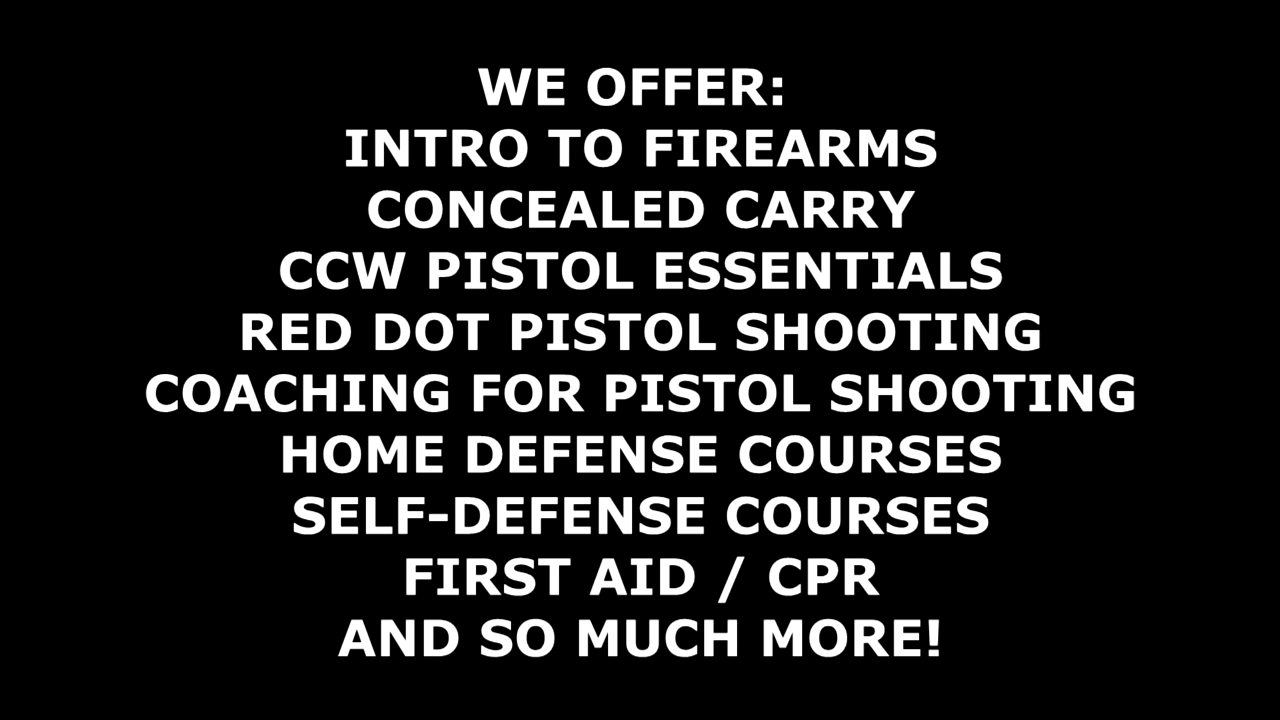 WE OFFER:
INTRO TO FIREARMS
CONCEALED CARRY
CCW PISTOL ESSENTIALS
RED DOT PISTOL SHOOTING
COACHING FOR PISTOL SHOOTING
HOME DEFENSE COURSES
SELF-DEFENSE COURSES
FIRST AID / CPR
AND SO MUCH MORE!